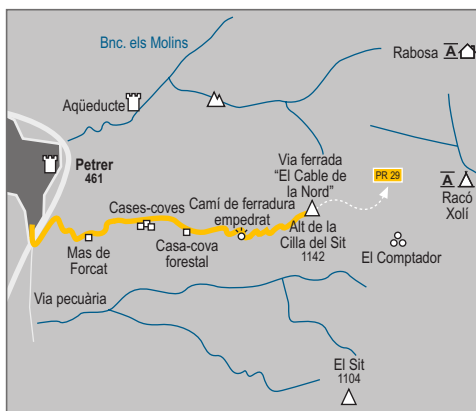 Bnc. els Molins
Rabosa
A
Aqüeducte
Petrer
461
Via ferrada
“El Cable de
la Nord”
PR 29
A
Racó
Xolí
Cases-coves
Camí de ferradura
empedrat
Alt de la
Cilla del Sit
1142
Mas de
Forcat
Casa-cova
forestal
El Comptador
Via pecuària
El Sit
1104